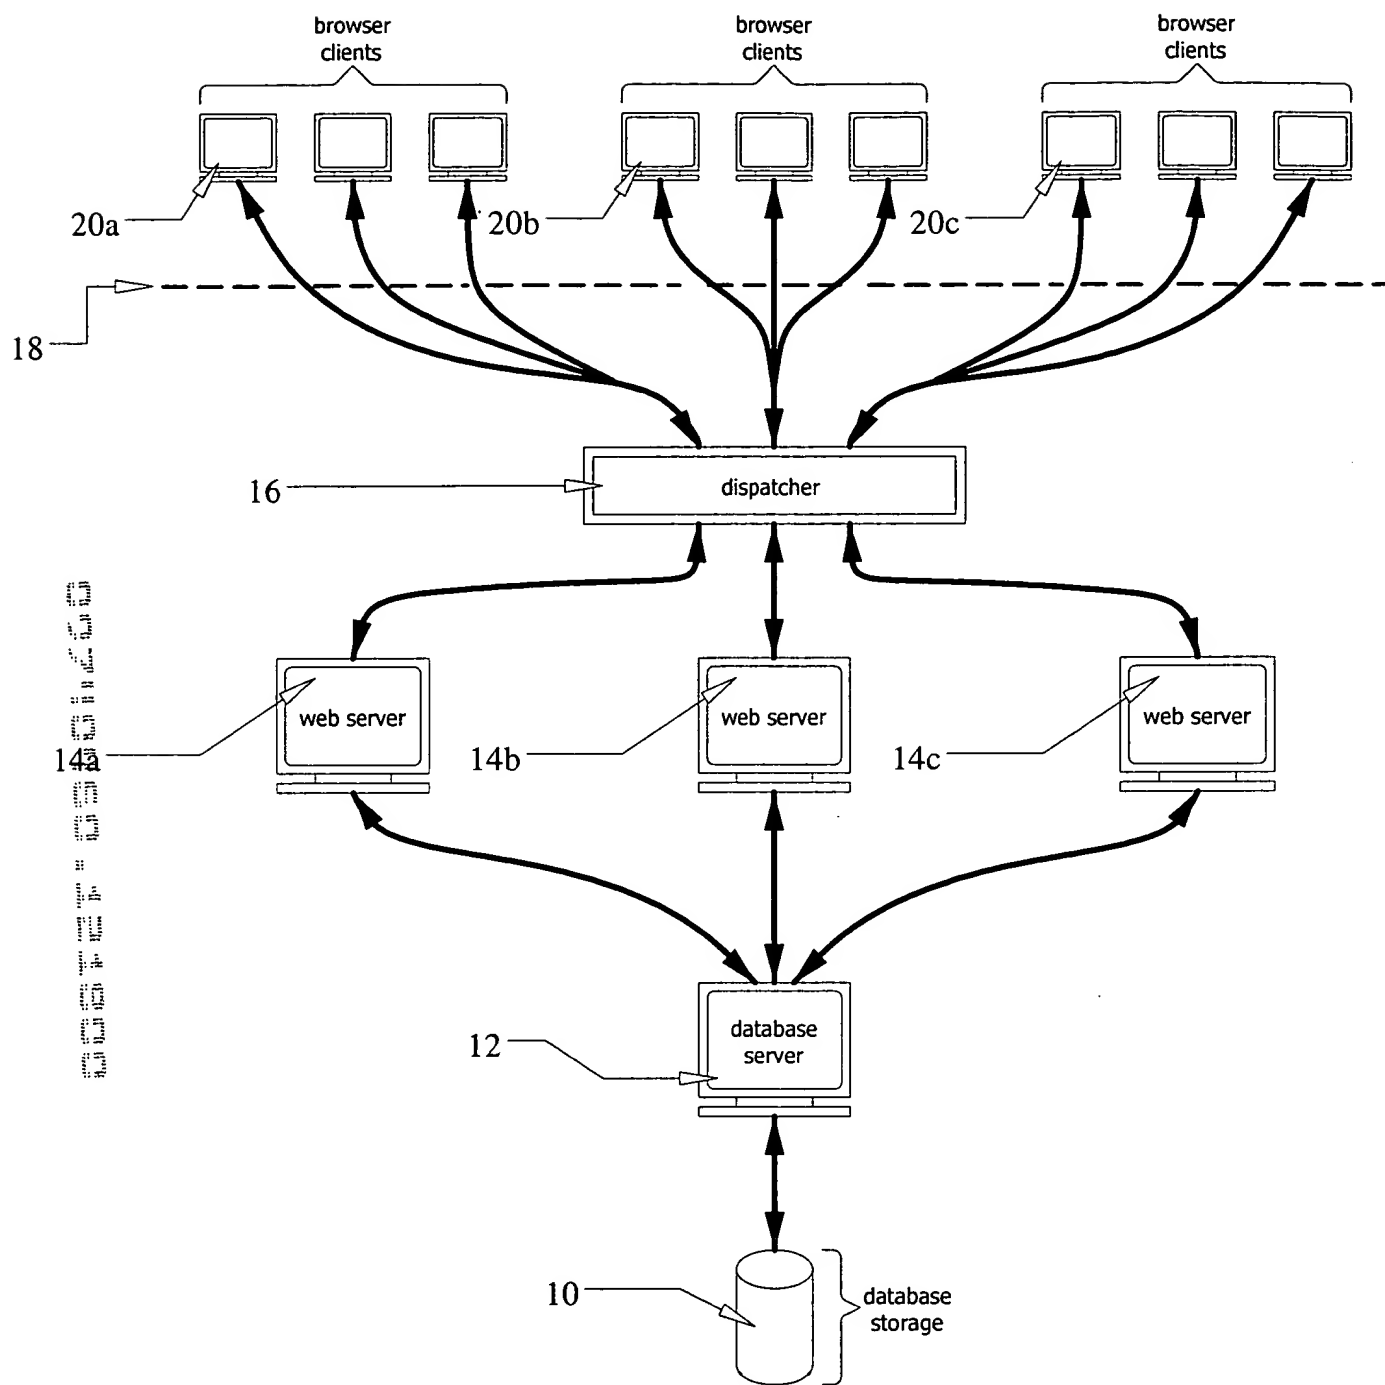 browser
clients
browser
clients
browser
clients
20a
20b
20c
18
16
dispatcher
web server
web server
web server
14a
14b
14c
database
server
12
10
database
storage